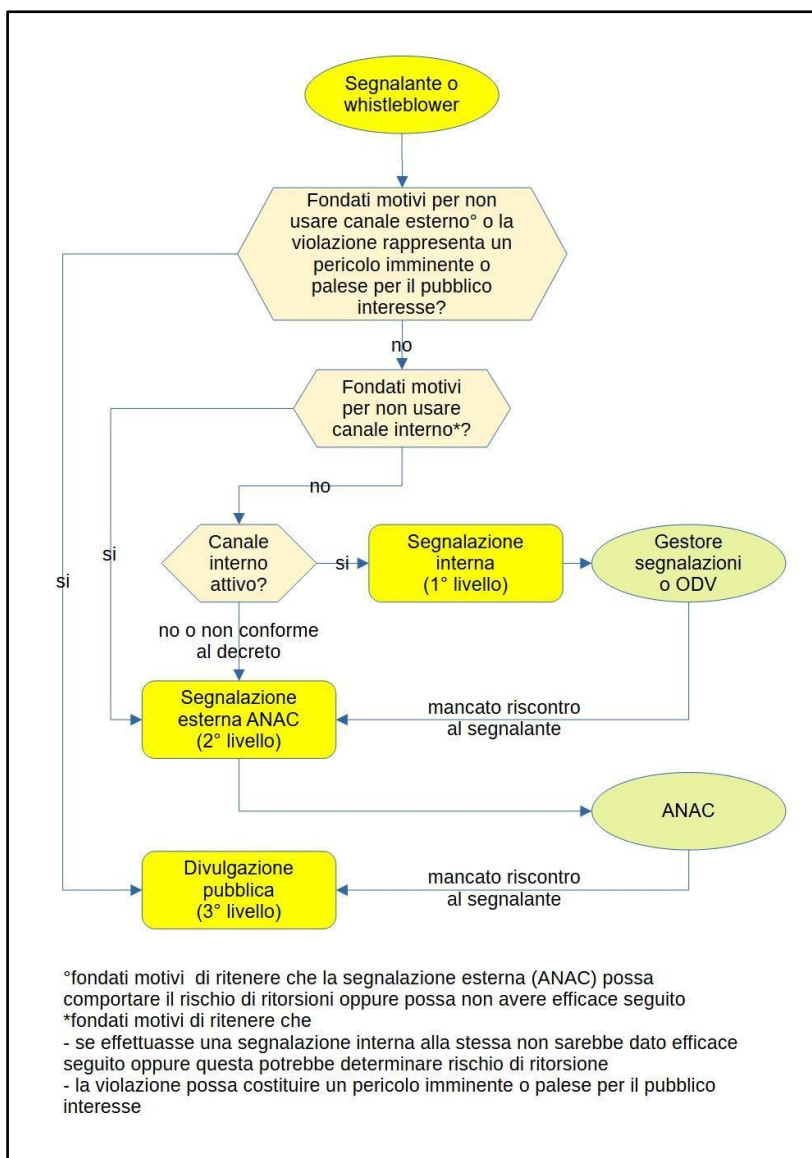 Segnalante o
whistleblower
Fondati motivi per non
usare canale esterno° o la
violazione rappresenta un
pericolo imminente o
palese per il pubblico
interesse?
no
Fondati motivi
per non usare
canale interno*?
no
si
si
Canale
interno
attivo?
si
Segnalazione
interna
(1° livello)
Gestore
segnalazioni
o ODV
no o non conforme
al decreto
Segnalazione
esterna ANAC
(2° livello)
mancato riscontro
al segnalante
ANAC
Divulgazione
pubblica
(3° livello)
mancato riscontro
al segnalante
°fondati motivi  di ritenere che la segnalazione esterna (ANAC) possa
comportare il rischio di ritorsioni oppure possa non avere efficace seguito
*fondati motivi di ritenere che
- se effettuasse una segnalazione interna alla stessa non sarebbe dato efficace
seguito oppure questa potrebbe determinare rischio di ritorsione
- la violazione possa costituire un pericolo imminente o palese per il pubblico
interesse